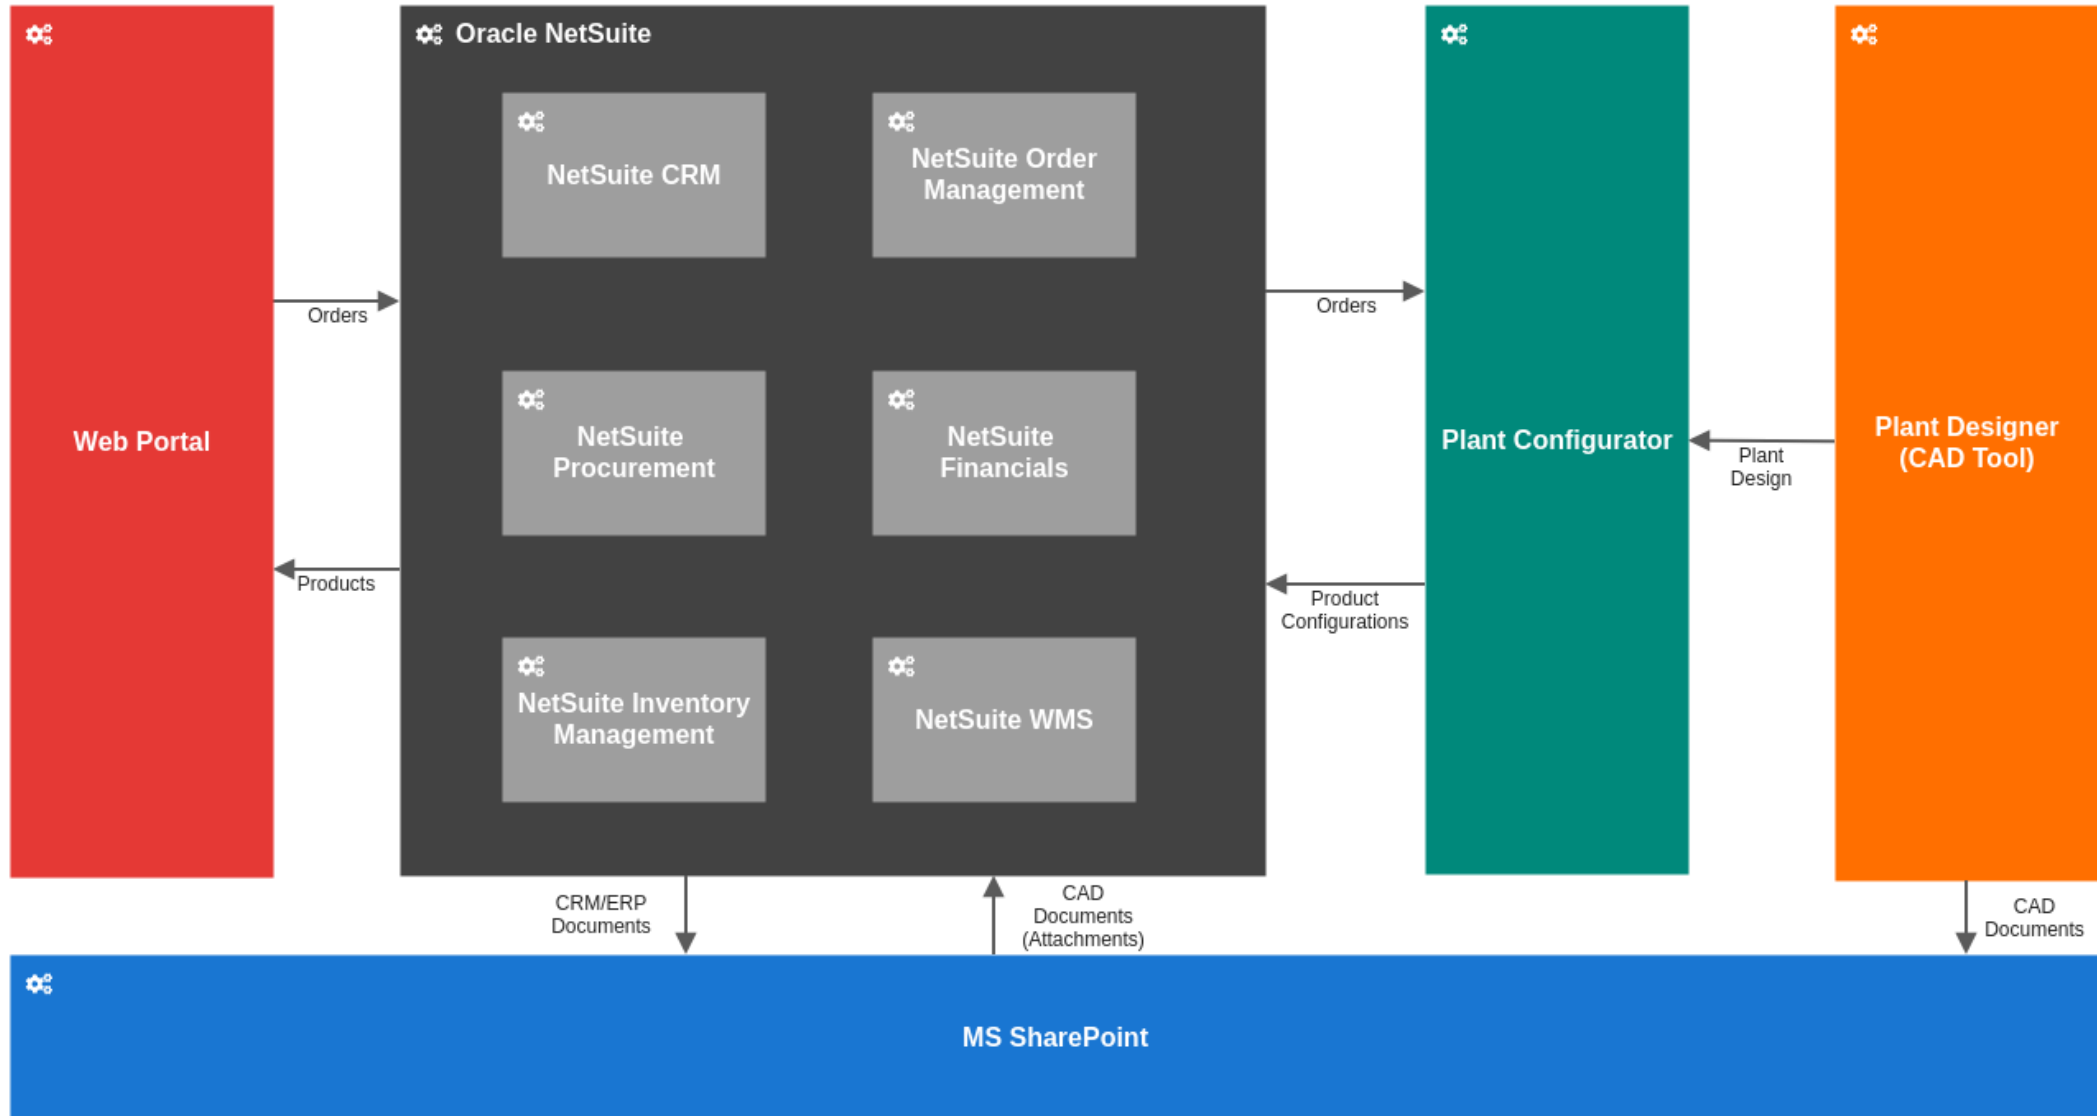 Oracle NetSuite
NetSuite CRM
NetSuite Order
Management
Orders
Orders
Web Portal
NetSuite
Procurement
NetSuite
Financials
Plant Configurator
Plant
Design
Plant Designer
(CAD Tool)
Products
Product
Configurations
NetSuite Inventory
Management
NetSuite WMS
CRM/ERP
Documents
CAD
Documents
(Attachments)
CAD
Documents
MS SharePoint